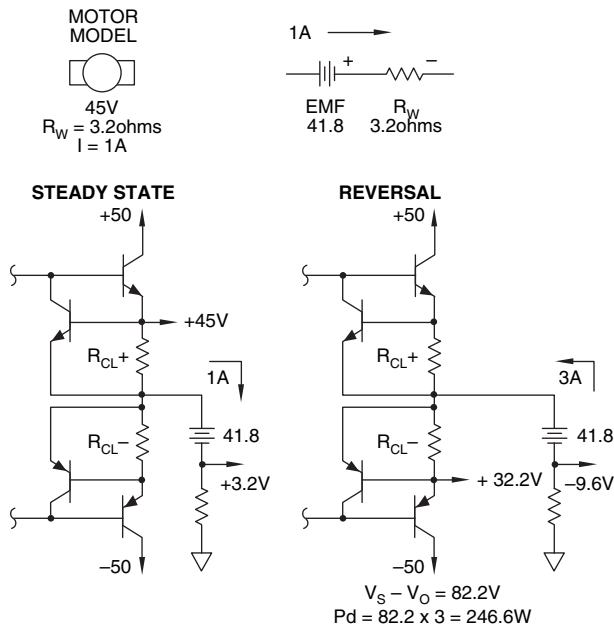 MOTOR
MODEL
45V
R_W = 3.2ohms
I = 1A
1A
+ −
EMF R_W
41.8 3.2ohms
STEADY STATE
+50
+45V
R_CL+
1A
R_CL−
41.8
+3.2V
−50
REVERSAL
+50
R_CL+
3A
R_CL−
41.8
+ 32.2V
−9.6V
−50
V_S − V_O = 82.2V
Pd = 82.2 x 3 = 246.6W